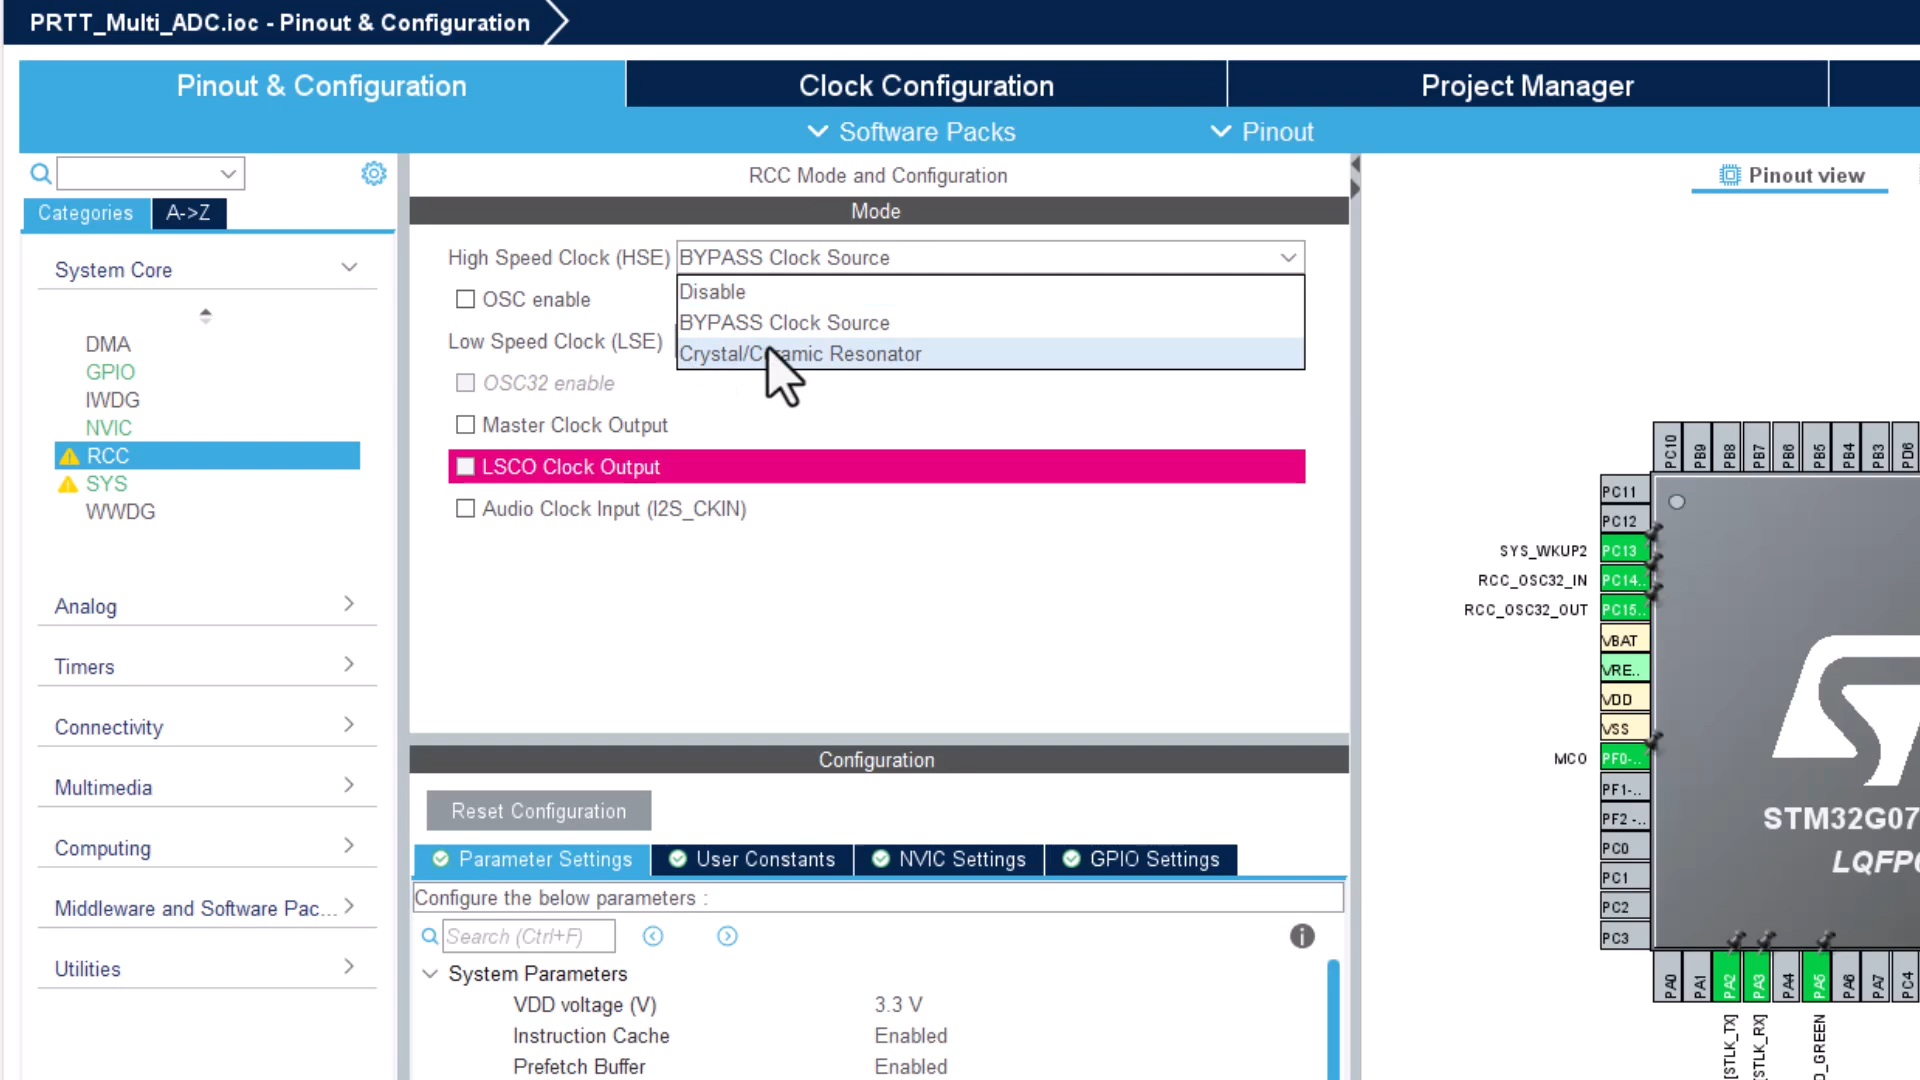 PRTT_Multi_ADC.ioc - Pinout & Configuration
Pinout & Configuration
Clock Configuration
Project Manager
Software Packs
Pinout
RCC Mode and Configuration
Pinout view
Categories
A->Z
Mode
System Core
High Speed Clock (HSE)
BYPASS Clock Source
Disable
OSC enable
BYPASS Clock Source
Low Speed Clock (LSE)
Crystal/Ceramic Resonator
DMA
GPIO
OSC32 enable
IWDG
Master Clock Output
NVIC
RCC
LSCO Clock Output
SYS
WWDG
Audio Clock Input (I2S_CKIN)
PC10
PB9
PB8
PB7
PB6
PB5
PB4
PB3
PD6
PC11
PC12
SYS_WKUP2
PC13
RCC_OSC32_IN
PC14..
RCC_OSC32_OUT
PC15..
VBAT
VRE..
VDD
VSS
MCO
PF0-..
PF1-..
PF2 -..
PC0
PC1
PC2
PC3
STM32G07
LQFP6
Analog
Timers
Connectivity
Multimedia
Computing
Middleware and Software Pac...
Utilities
Configuration
Reset Configuration
Parameter Settings
User Constants
NVIC Settings
GPIO Settings
Configure the below parameters :
Search (Ctrl+F)
System Parameters
VDD voltage (V)
3.3 V
Instruction Cache
Enabled
Prefetch Buffer
Enabled
PA0
PA1
PA2
PA3
PA4
PA5
PA6
PA7
PC4
[STLK_TX]
STLK_RX]
D_GREEN